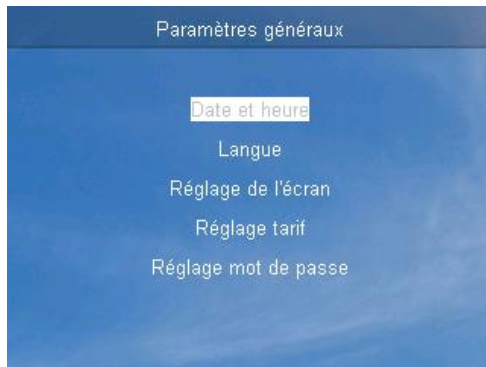 Paramètres généraux
Date et heure
Langue
Réglage de l'écran
Réglage tarif
Réglage mot de passe